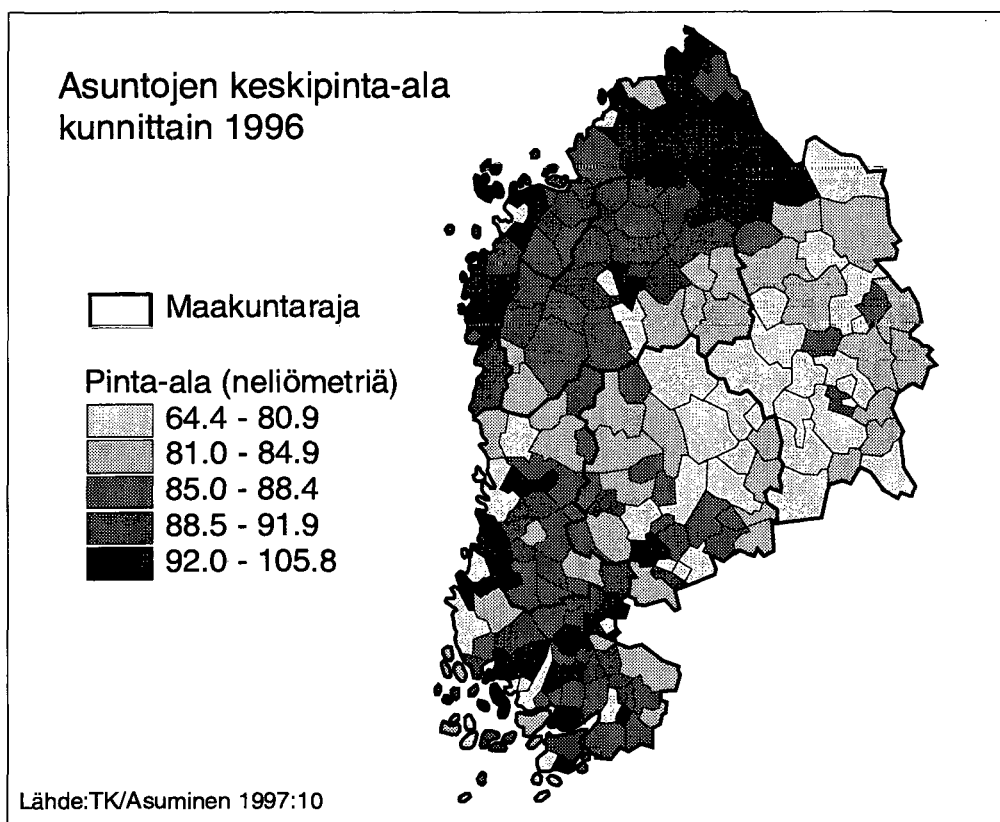 Asuntojen keskipinta-ala
kunnittain 1996
Maakuntaraja
Pinta-ala (neliömetriä)
64.4 - 80.9
81.0 - 84.9
85.0 - 88.4
88.5 - 91.9
92.0 - 105.8
Lähde:TK/Asuminen 1997:10